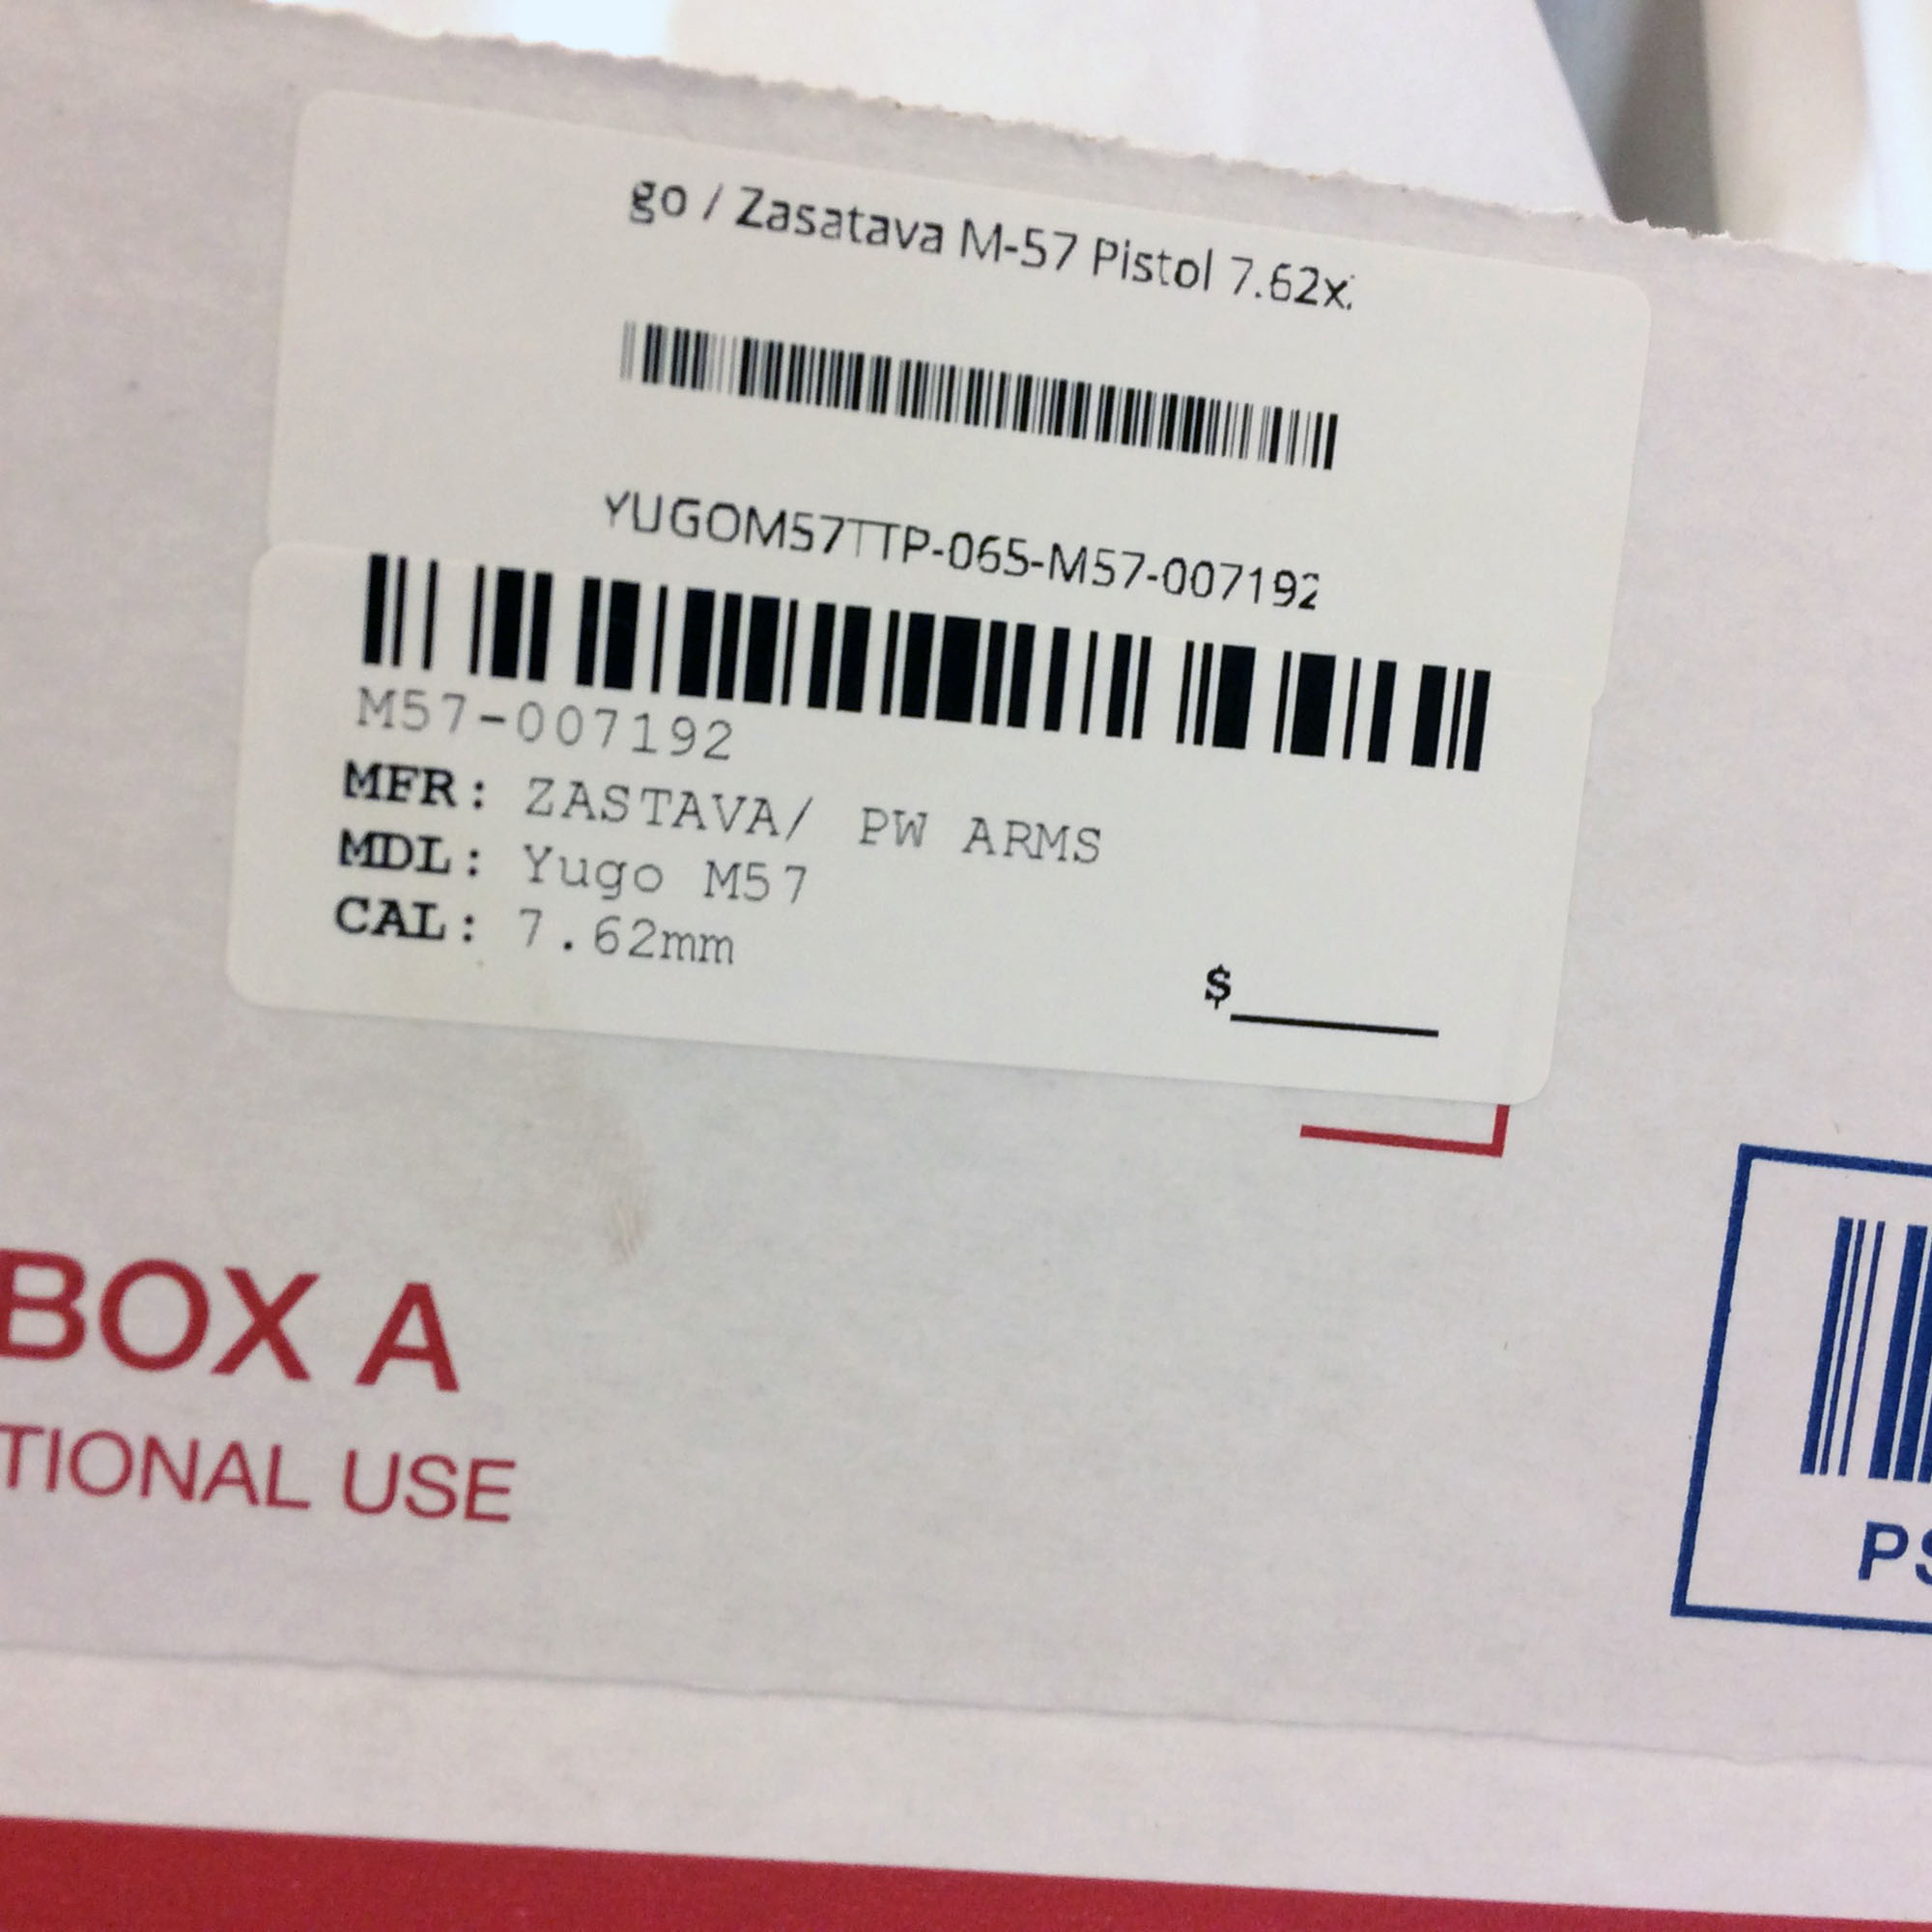 go / Zasatava M-57 Pistol 7.62x
YUGOM57TTP-065-M57-007192
M57-007192
MFR: ZASTAVA/ PW ARMS
MDL: Yugo M57
CAL: 7.62mm
$
BOX A
TIONAL USE
PS